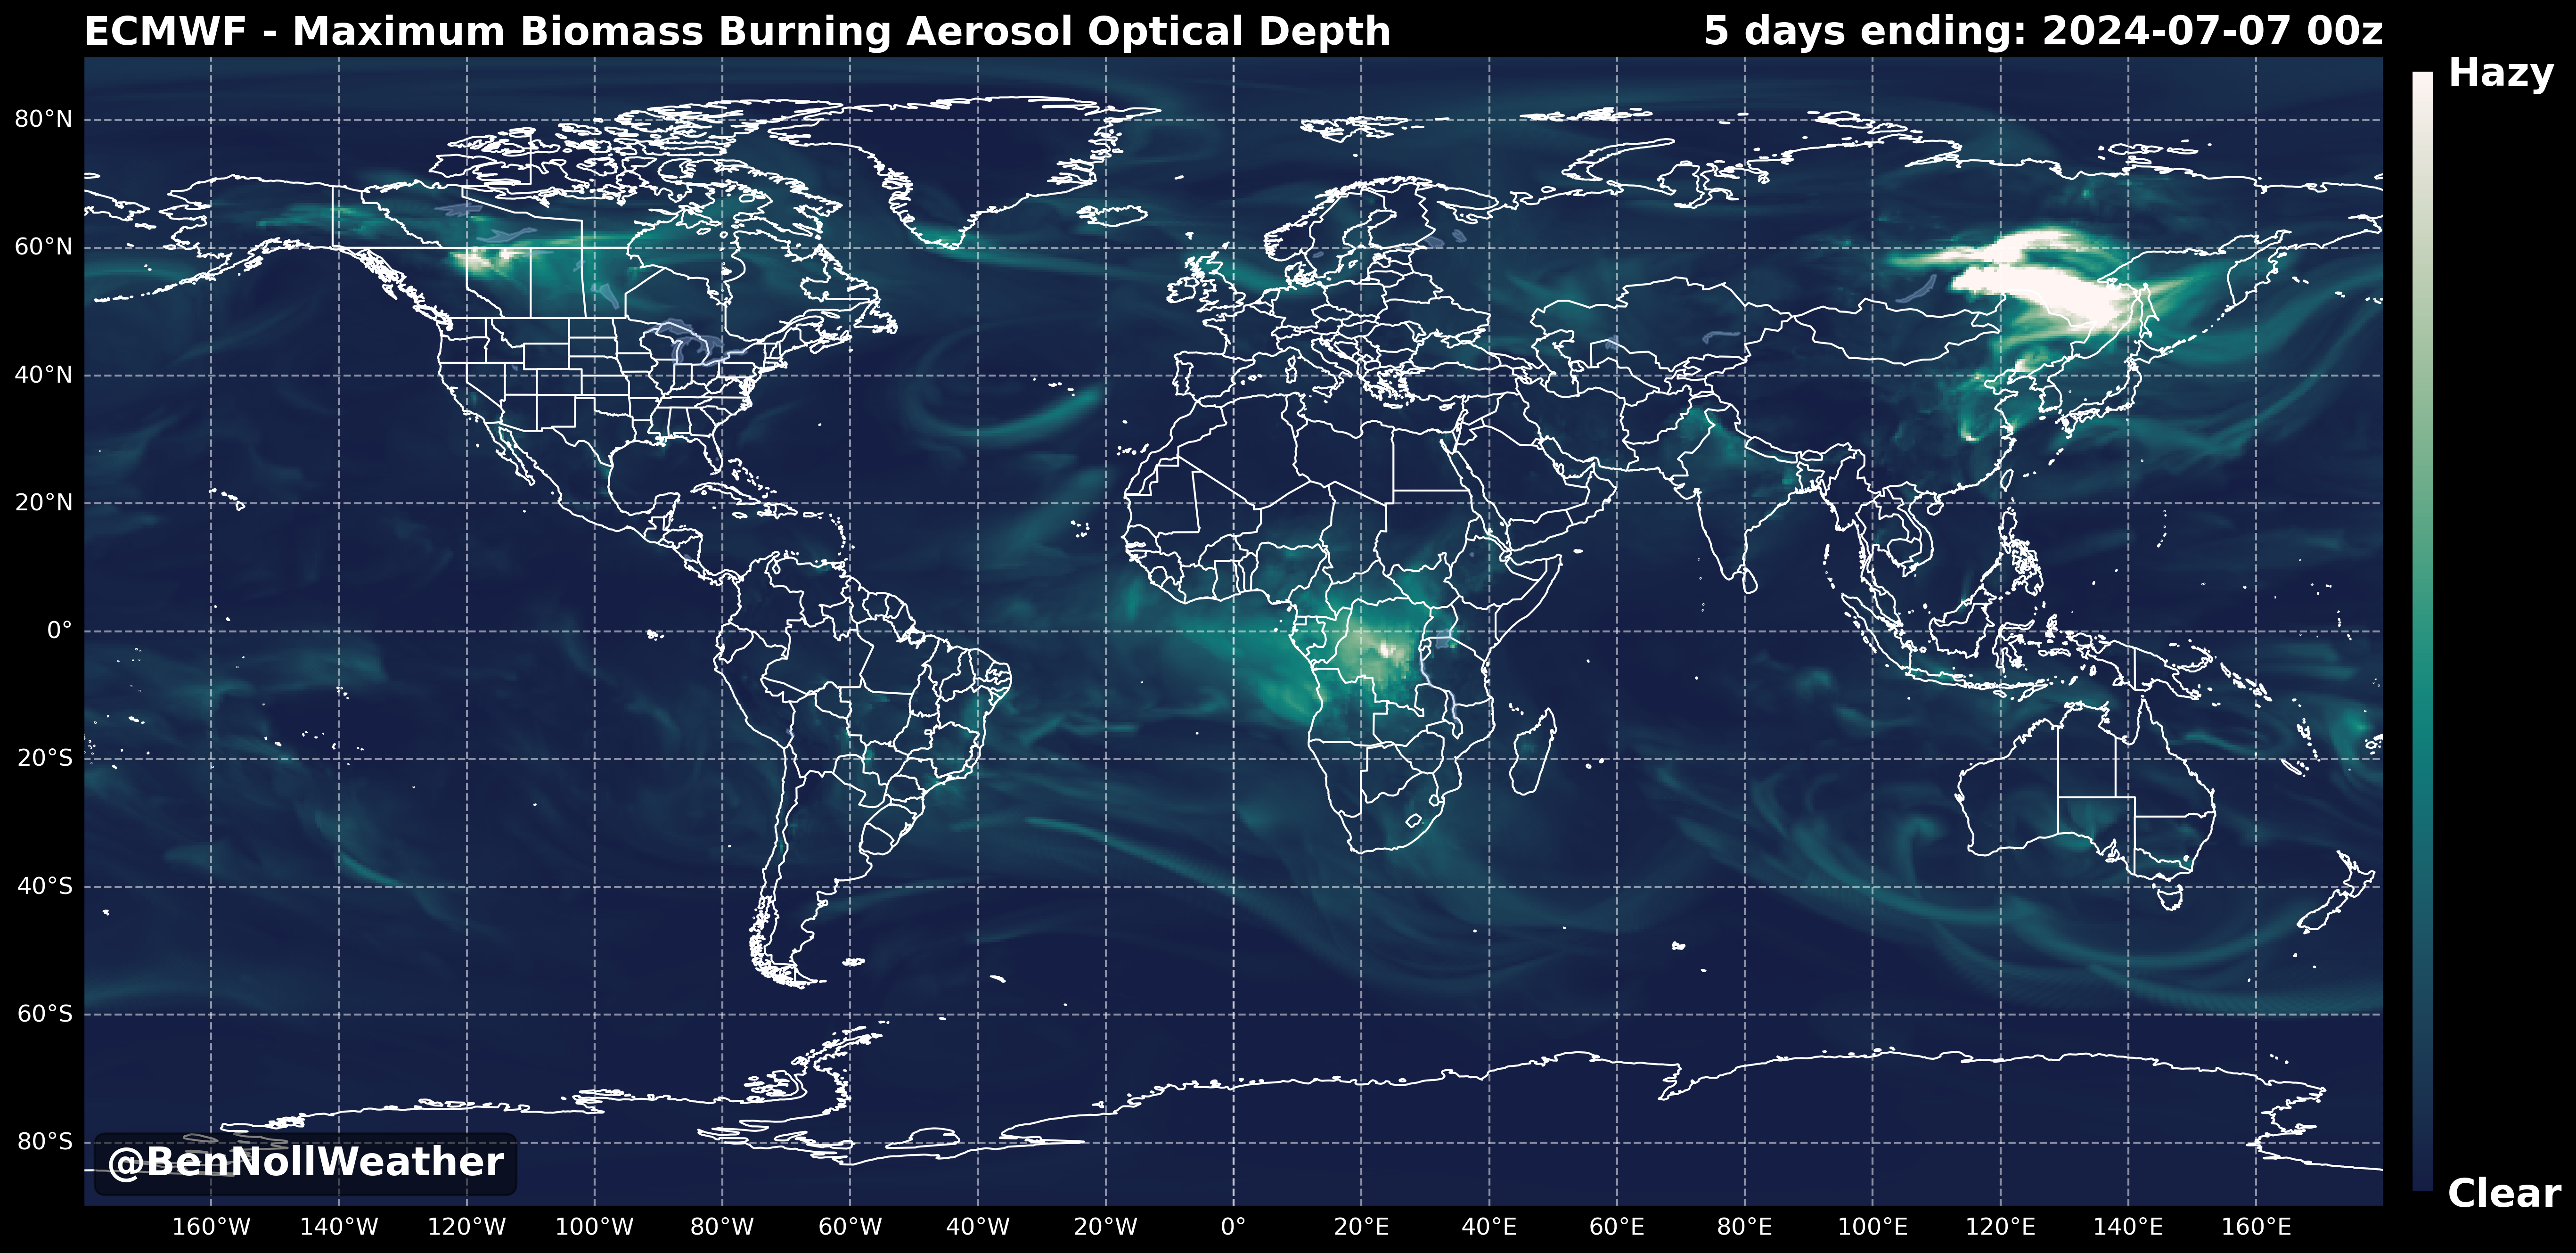 ECMWF - Maximum Biomass Burning Aerosol Optical Depth
5 days ending: 2024-07-07 00z
Hazy
80°N
60°N
40°N
20°N
0°
20°S
40°S
60°S
80°S
@BenNollWeather
Clear
160°W 140°W 120°W 100°W 80°W 60°W 40°W 20°W 0° 20°E 40°E 60°E 80°E 100°E 120°E 140°E 160°E